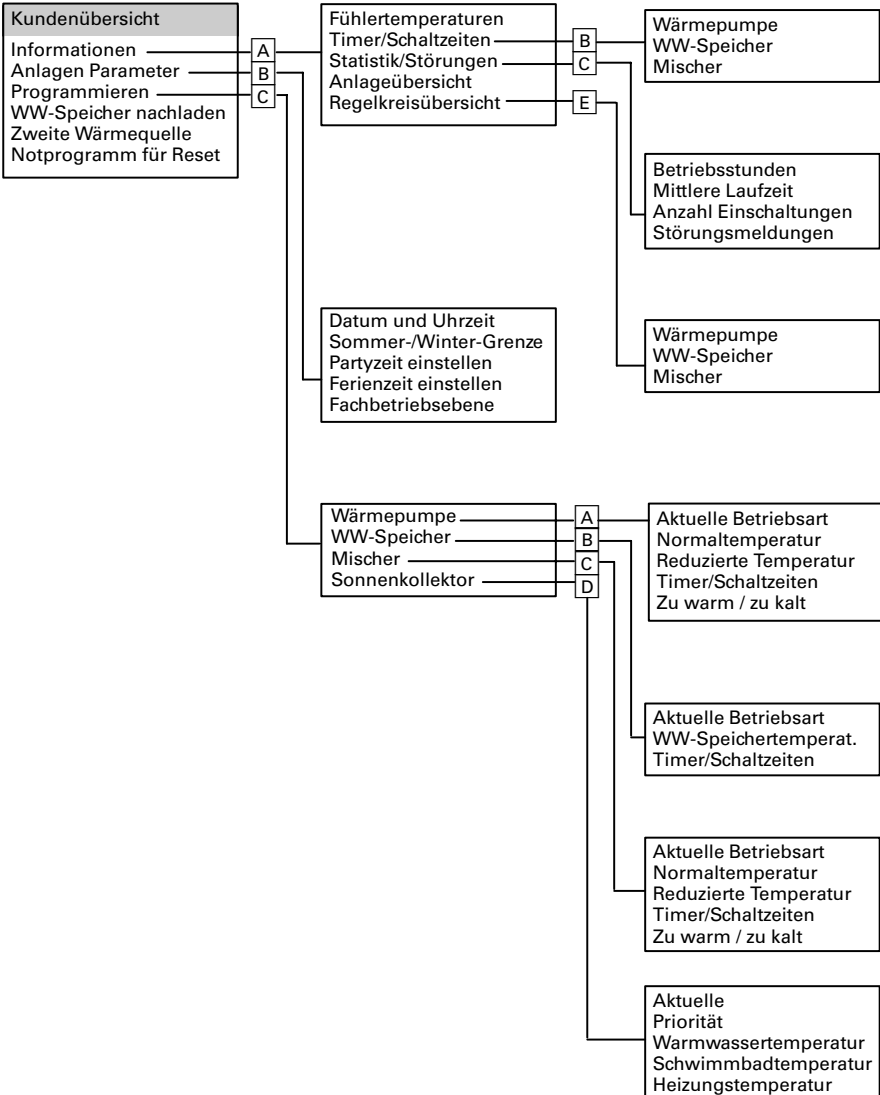 Kundenübersicht
Informationen
Anlagen Parameter
Programmieren
WW-Speicher nachladen
Zweite Wärmequelle
Notprogramm für Reset
A
B
C
Fühlertemperaturen
Timer/Schaltzeiten
Statistik/Störungen
Anlageübersicht
Regelkreisübersicht
B
C
E
Wärmepumpe
WW-Speicher
Mischer
Betriebsstunden
Mittlere Laufzeit
Anzahl Einschaltungen
Störungsmeldungen
Wärmepumpe
WW-Speicher
Mischer
Datum und Uhrzeit
Sommer-/Winter-Grenze
Partyzeit einstellen
Ferienzeit einstellen
Fachbetriebsebene
Wärmepumpe
WW-Speicher
Mischer
Sonnenkollektor
A
B
C
D
Aktuelle Betriebsart
Normaltemperatur
Reduzierte Temperatur
Timer/Schaltzeiten
Zu warm / zu kalt
Aktuelle Betriebsart
WW-Speichertemperat.
Timer/Schaltzeiten
Aktuelle Betriebsart
Normaltemperatur
Reduzierte Temperatur
Timer/Schaltzeiten
Zu warm / zu kalt
Aktuelle
Priorität
Warmwassertemperatur
Schwimmbadtemperatur
Heizungstemperatur